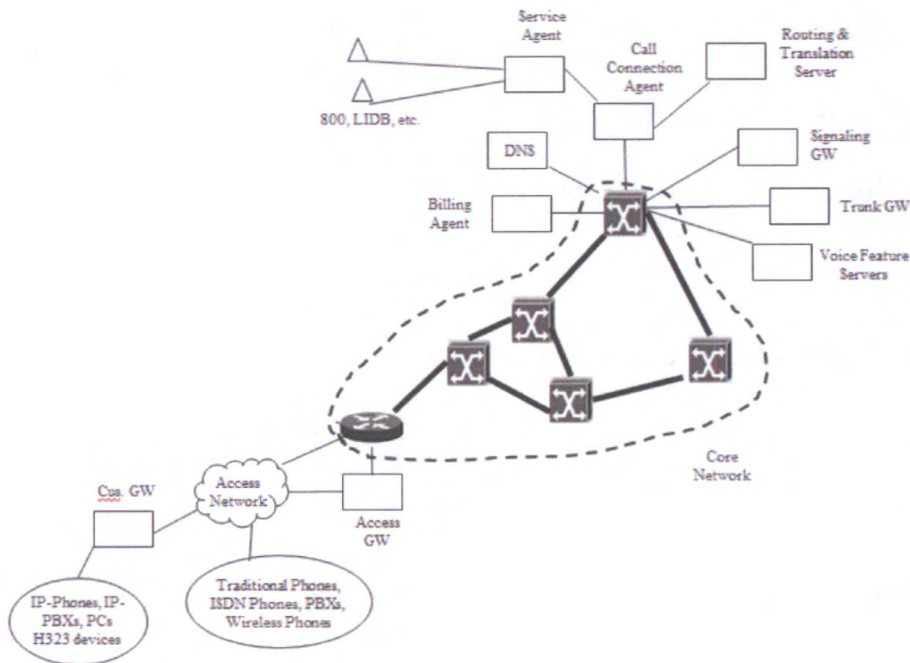 Service
Agent
Call
Connection
Agent
Routing &
Translation
Server
800, LIDB, etc.
DNS
Signaling
GW
Billing
Agent
Trunk GW
Voice Feature
Servers
Core
Network
Cus. GW
Access
Network
Access
GW
IP-Phones, IP-
PBXs, PCs
H323 devices
Traditional Phones,
ISDN Phones, PBXs,
Wireless Phones